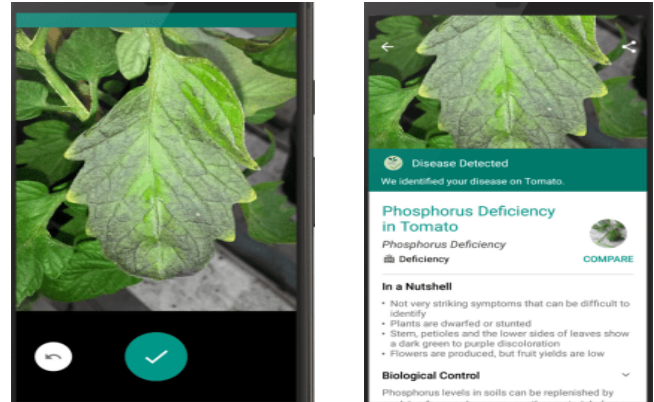 Disease Detected
We identified your disease on Tomato.
Phosphorus Deficiency
in Tomato
Phosphorus Deficiency
Deficiency
COMPARE
In a Nutshell
• Not very striking symptoms that can be difficult to
identify
• Plants are dwarfed or stunted
• Stem, petioles and the lower sides of leaves show
a dark green to purple discoloration
• Flowers are produced, but fruit yields are low
Biological Control
Phosphorus levels in soils can be replenished by